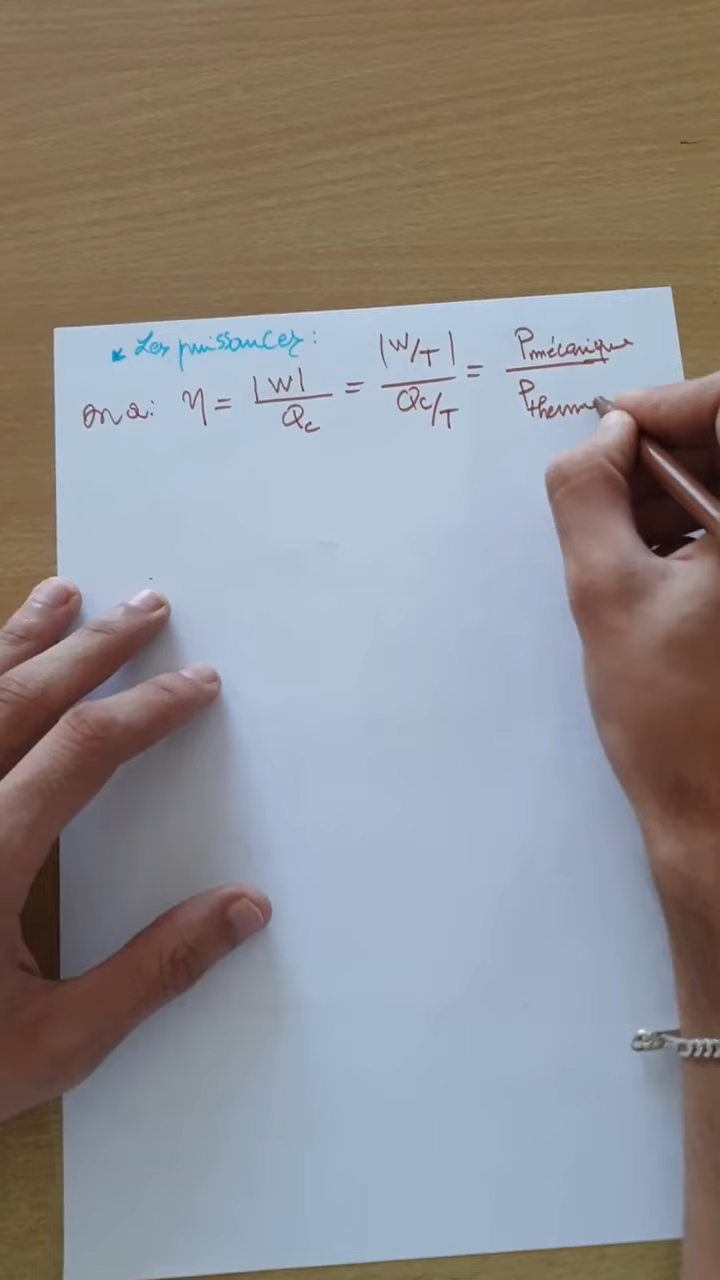 Les puissances :
on a: η = |W| / Qc = |W/T| / Qc/T = Pmécanique / Ptherm